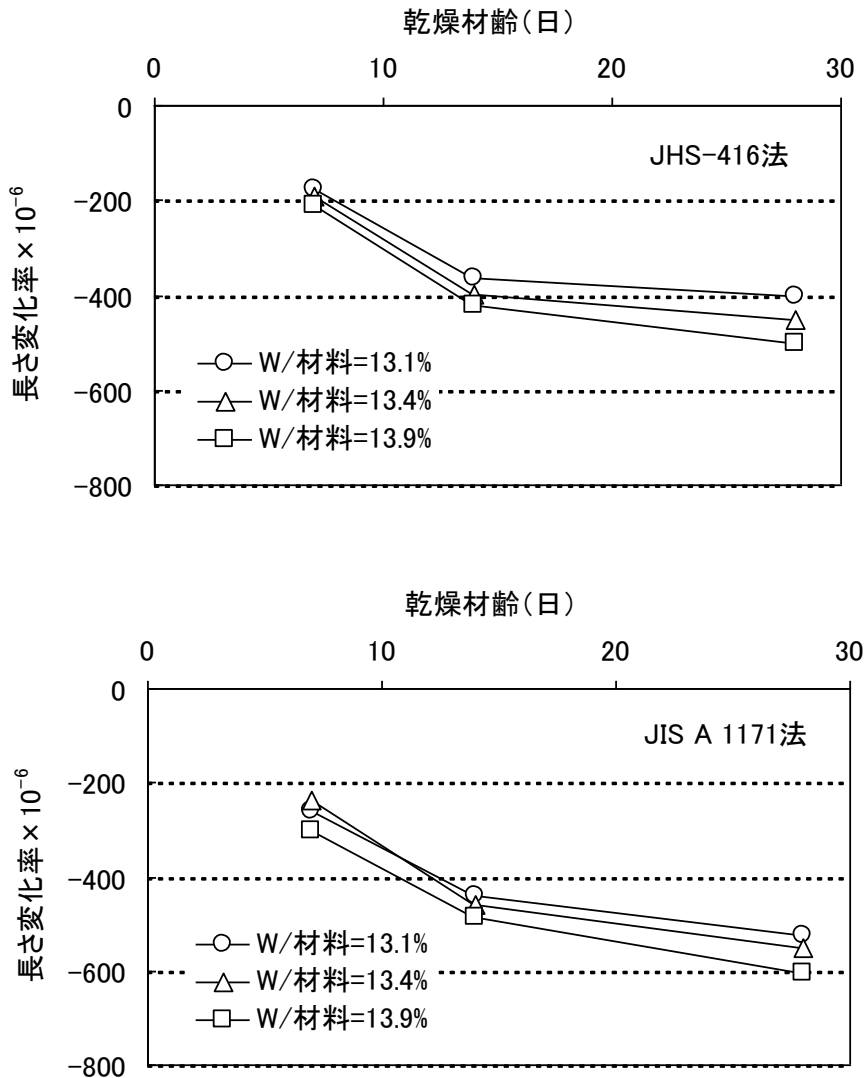 乾燥材齢(日)
0 10 20 30
0
JHS-416法
-200
-400
-600
-800
長さ変化率×10⁻⁶
W/材料=13.1%
W/材料=13.4%
W/材料=13.9%
乾燥材齢(日)
0 10 20 30
0
JIS A 1171法
-200
-400
-600
-800
長さ変化率×10⁻⁶
W/材料=13.1%
W/材料=13.4%
W/材料=13.9%